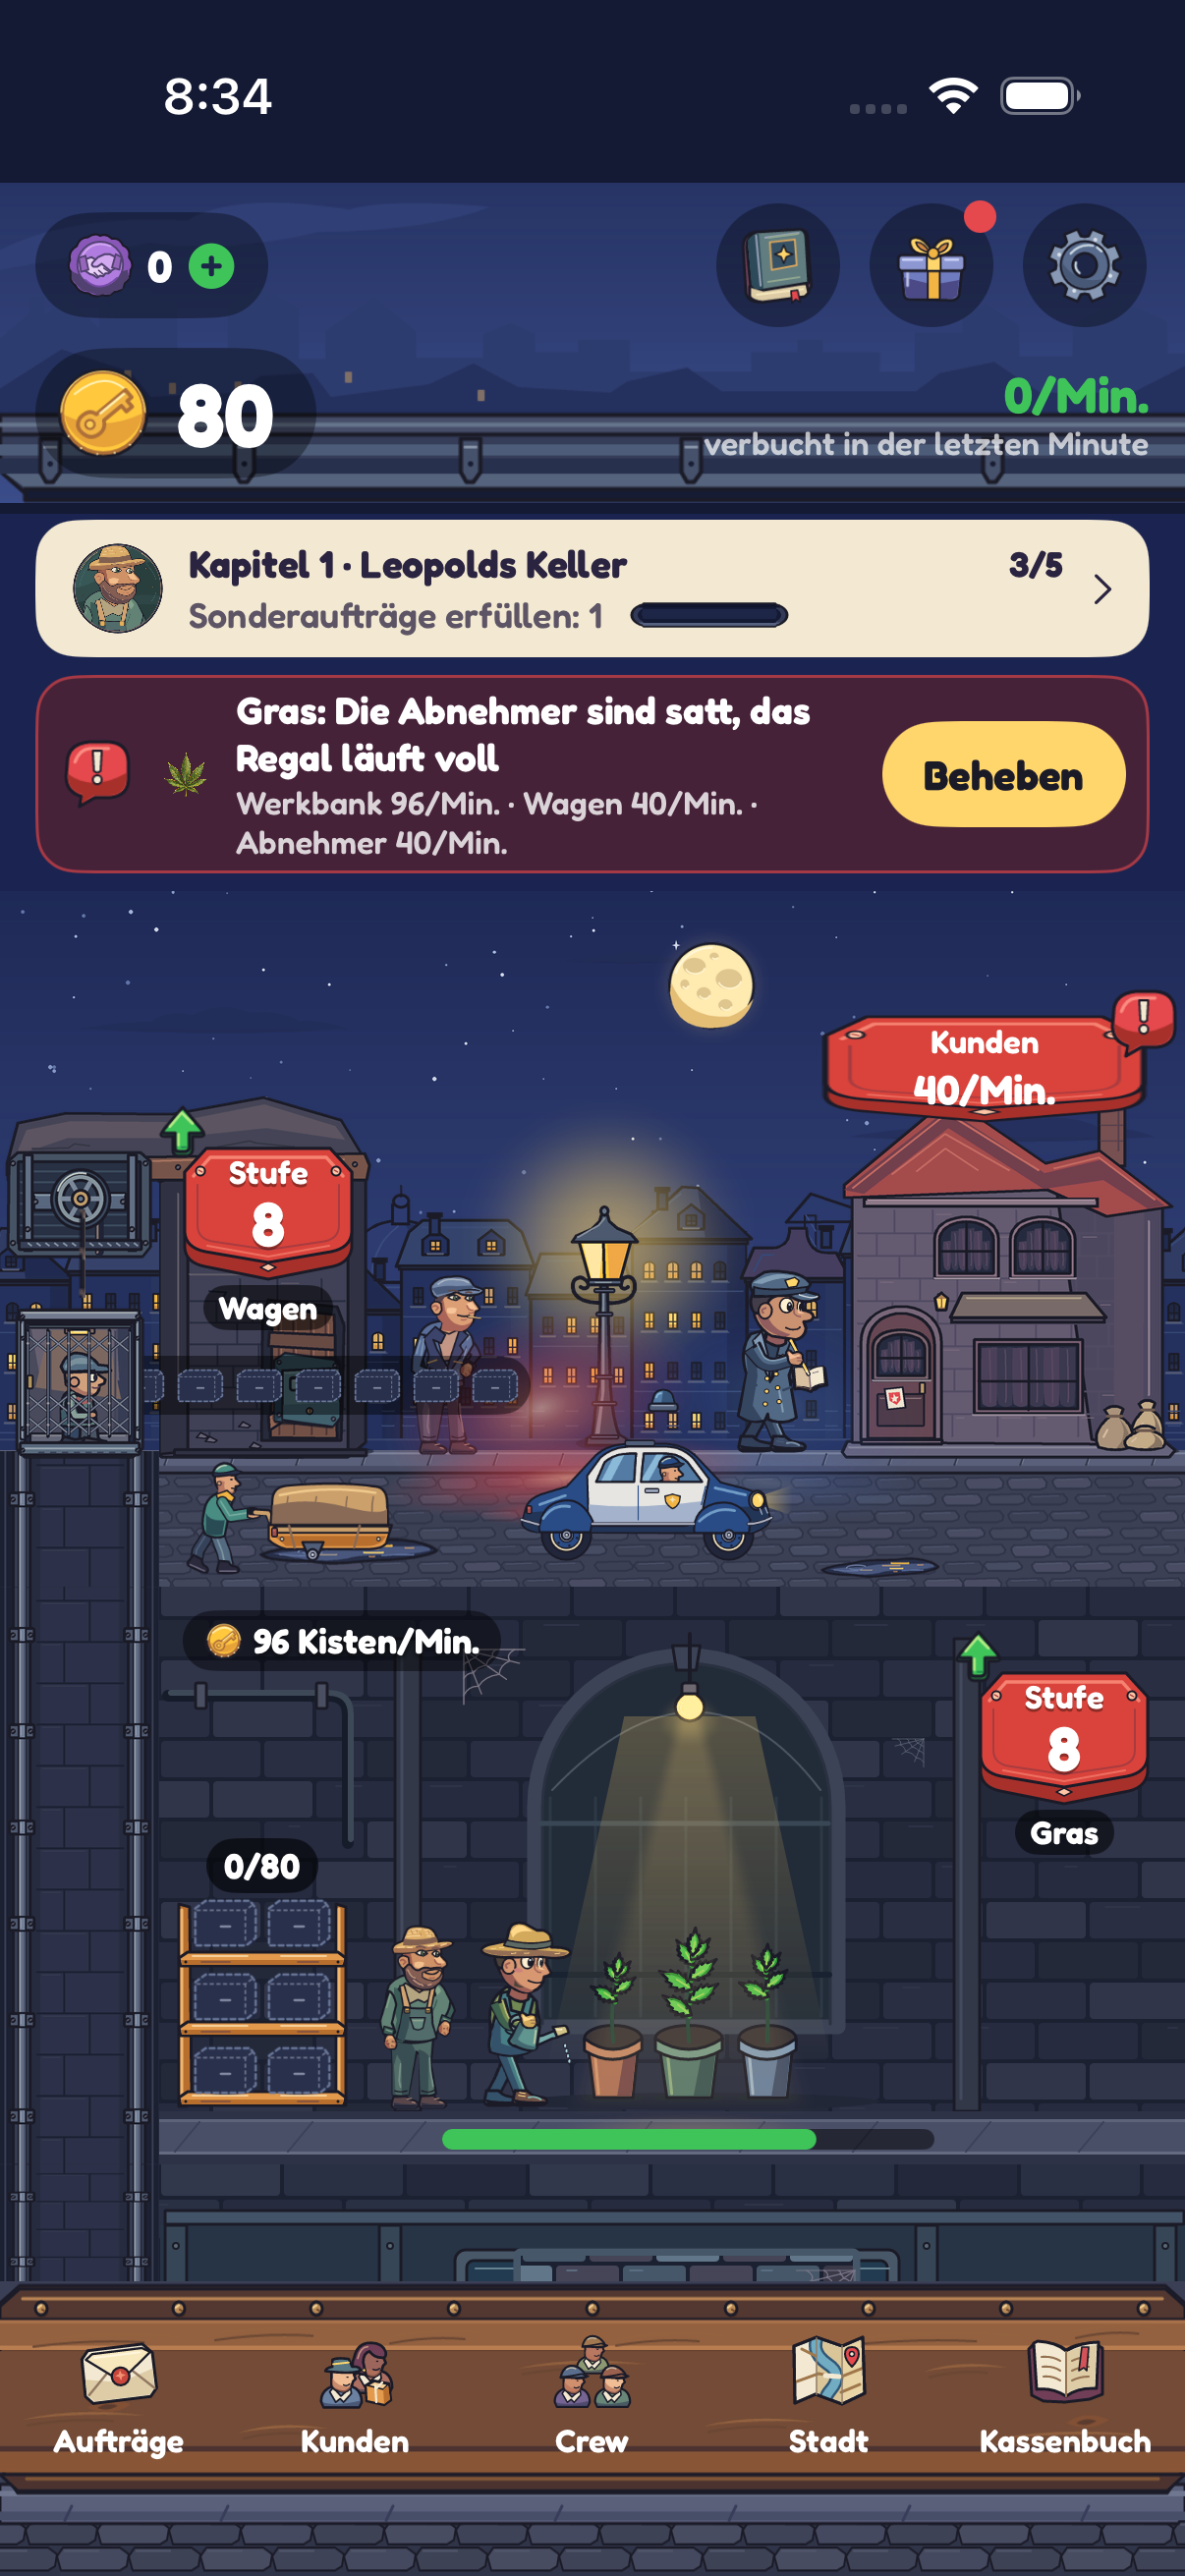 8:34
0
80
0/Min.
verbucht in der letzten Minute
Kapitel 1 · Leopolds Keller
3/5
Sonderaufträge erfüllen: 1
Gras: Die Abnehmer sind satt, das
Regal läuft voll
Werkbank 96/Min. · Wagen 40/Min. ·
Abnehmer 40/Min.
Beheben
Kunden
40/Min.
Stufe
8
Wagen
96 Kisten/Min.
Stufe
8
Gras
0/80
Aufträge
Kunden
Crew
Stadt
Kassenbuch